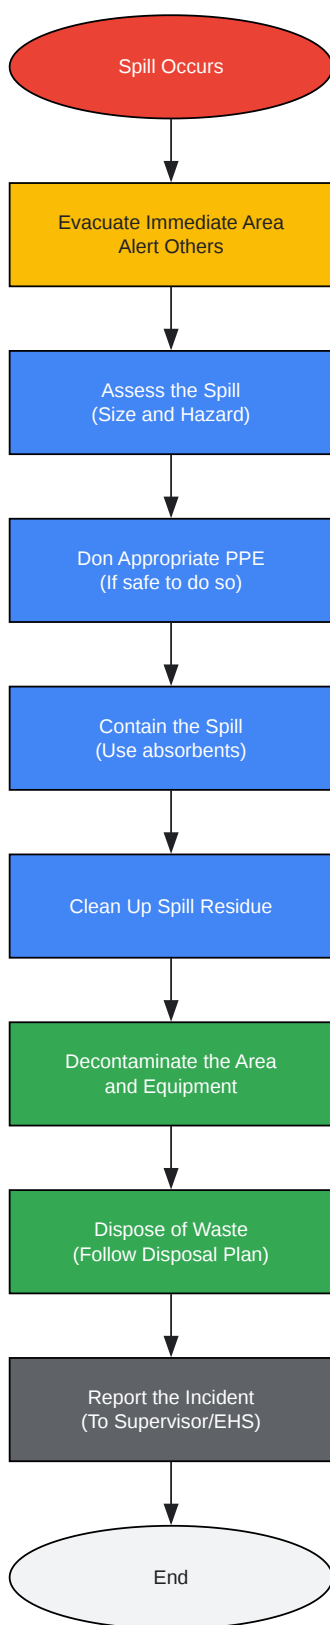 Spill Occurs
Evacuate Immediate Area
Alert Others
Assess the Spill
(Size and Hazard)
Don Appropriate PPE
(If safe to do so)
Contain the Spill
(Use absorbents)
Clean Up Spill Residue
Decontaminate the Area
and Equipment
Dispose of Waste
(Follow Disposal Plan)
Report the Incident
(To Supervisor/EHS)
End